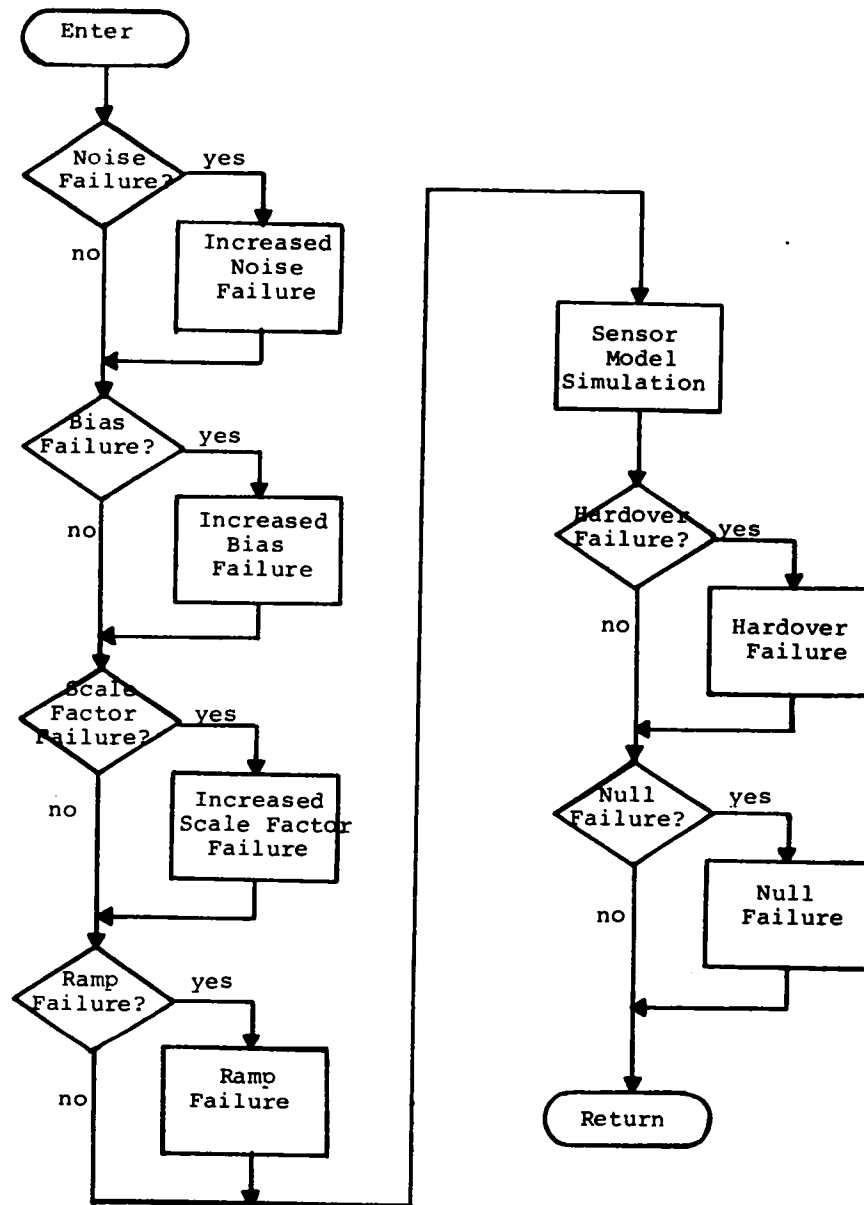 Enter
Noise
Failure?
yes
no
Increased
Noise
Failure
Bias
Failure?
yes
no
Increased
Bias
Failure
Scale
Factor
Failure?
yes
no
Increased
Scale Factor
Failure
Ramp
Failure?
yes
no
Ramp
Failure
Sensor
Model
Simulation
Hardover
Failure?
yes
no
Hardover
Failure
Null
Failure?
yes
no
Null
Failure
Return